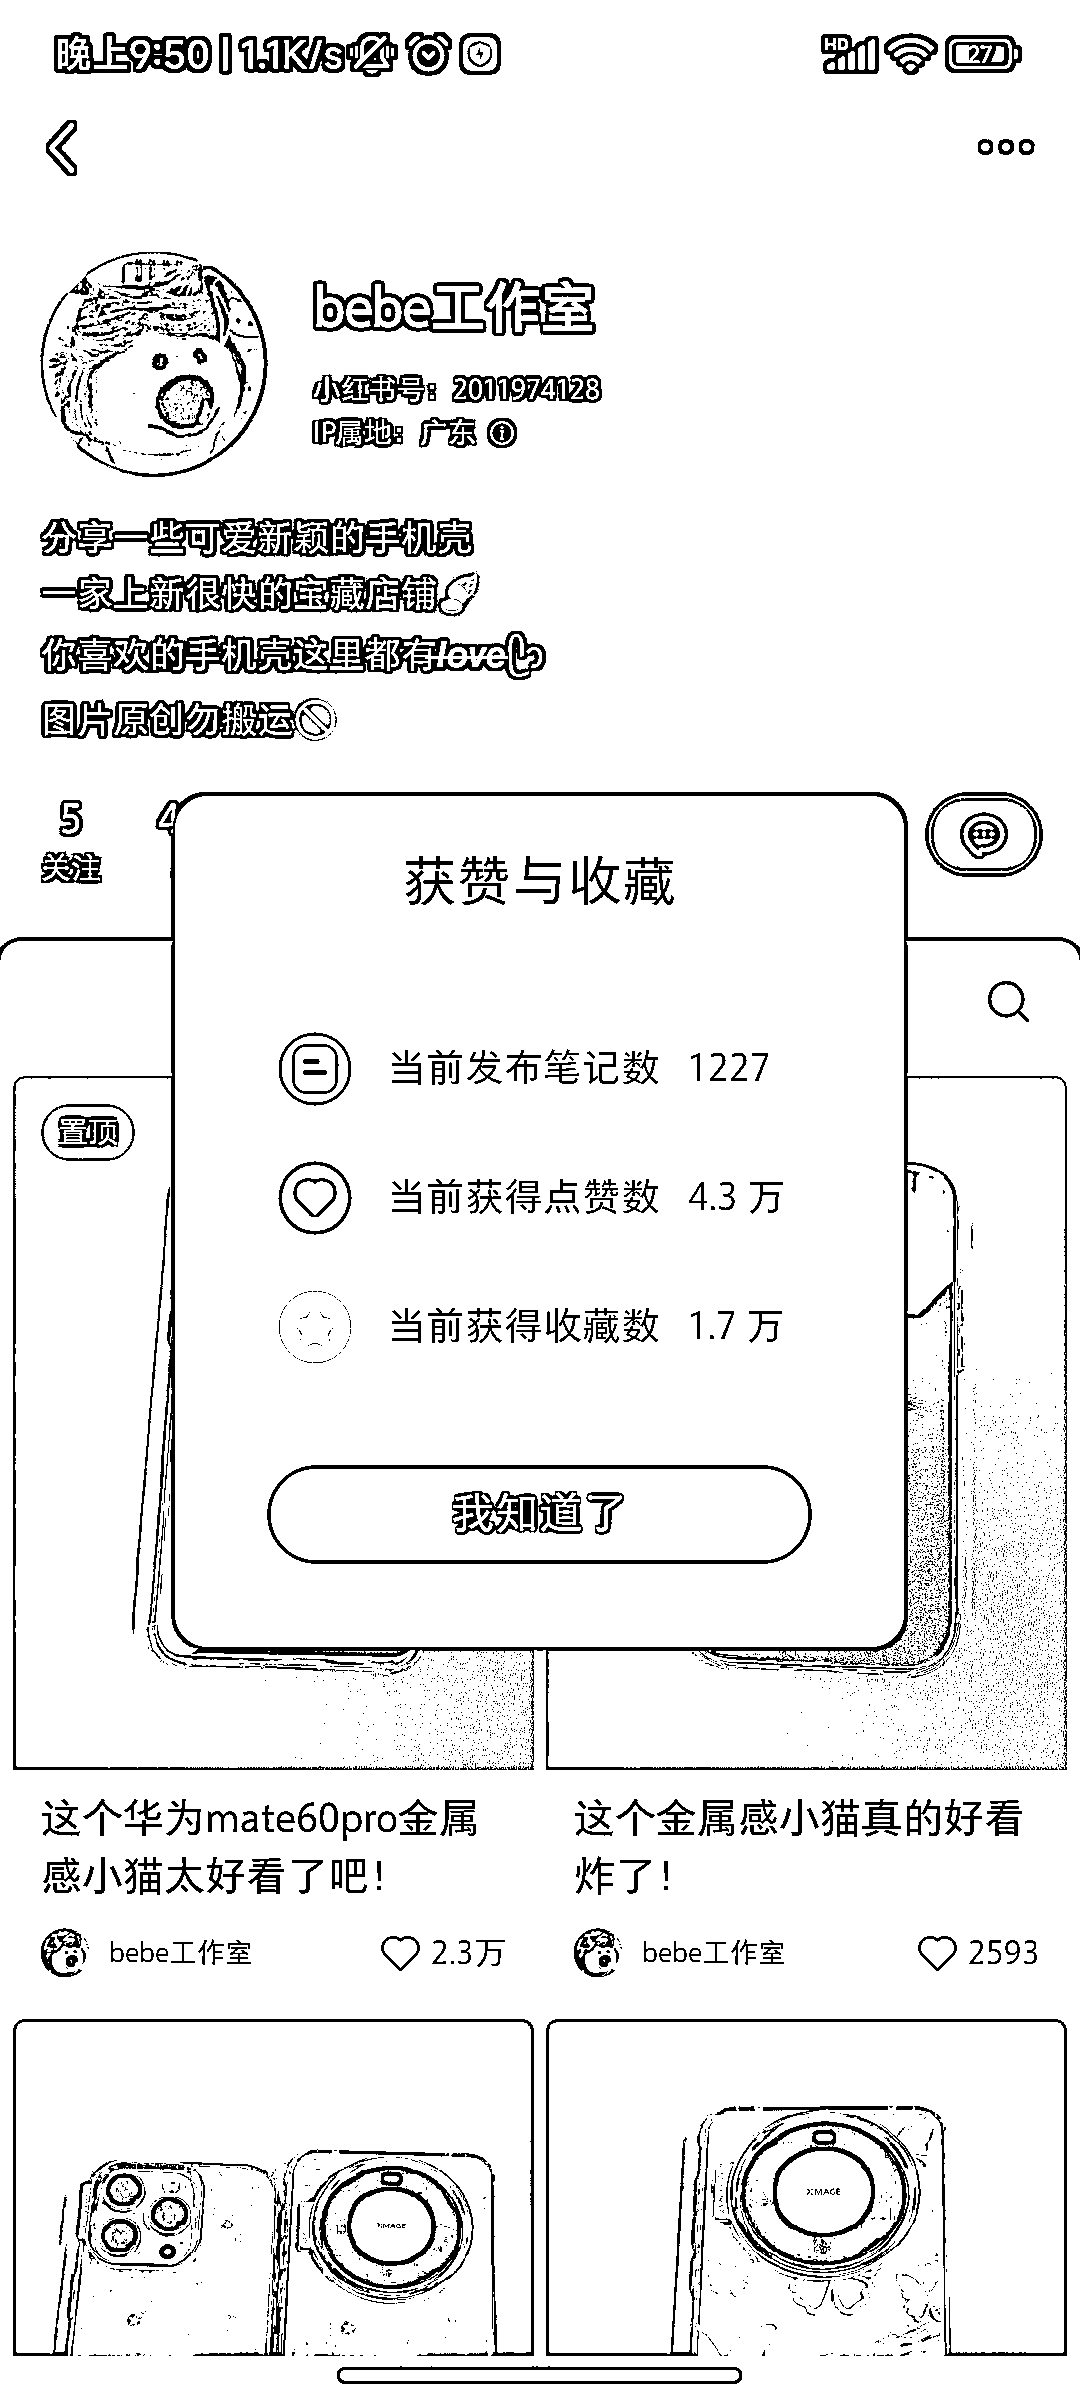 晚上9:50 | 1.1K/s
HD
27
bebe工作室
小红书号：2011974128
IP属地：广东
分享一些可爱新颖的手机壳
一家上新很快的宝藏店铺
你喜欢的手机壳这里都有love
图片原创勿搬运
5
4
关注
获赞与收藏
当前发布笔记数 1227
当前获得点赞数 4.3 万
当前获得收藏数 1.7 万
我知道了
置顶
这个华为mate60pro金属
感小猫太好看了吧！
bebe工作室
2.3万
这个金属感小猫真的好看
炸了！
bebe工作室
2593
XMAGE
XMAGE